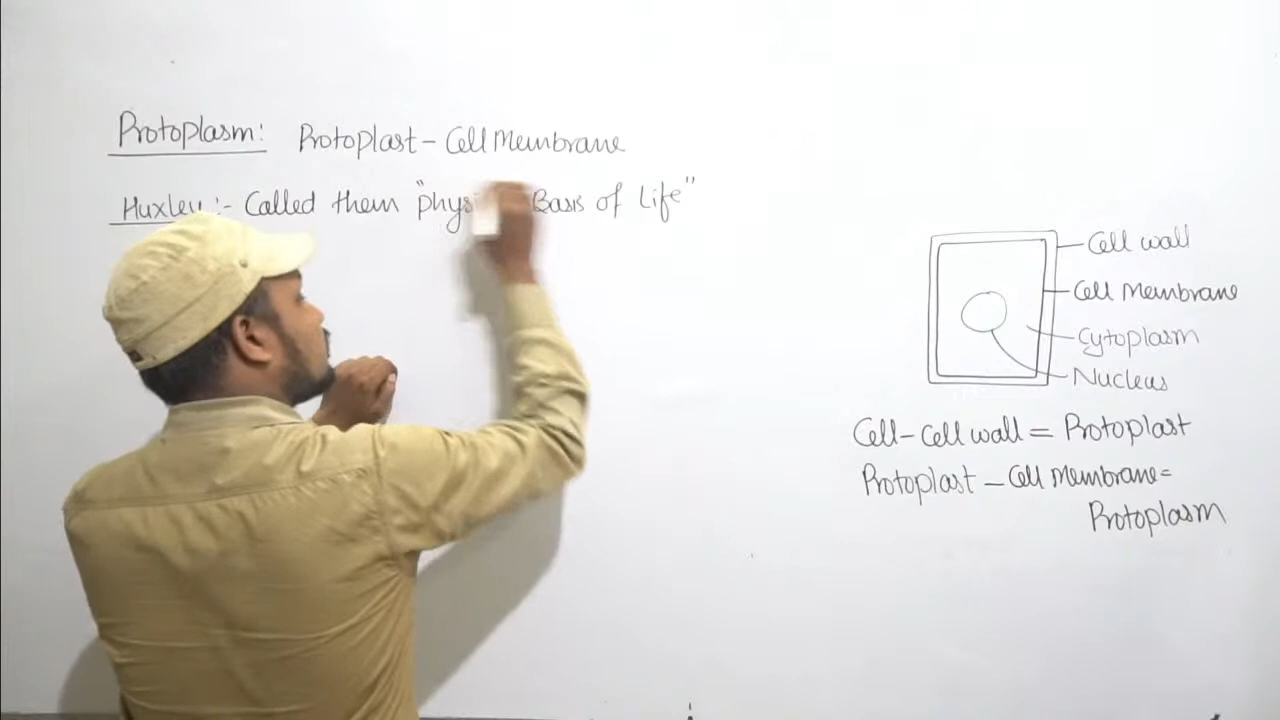 Protoplasm: Protoplast - Cell Membrane
Huxley :- Called them "phys Basis of Life"
Cell wall
Cell Membrane
Cytoplasm
Nucleus
Cell - Cell wall = Protoplast
Protoplast - Cell Membrane =
Protoplasm